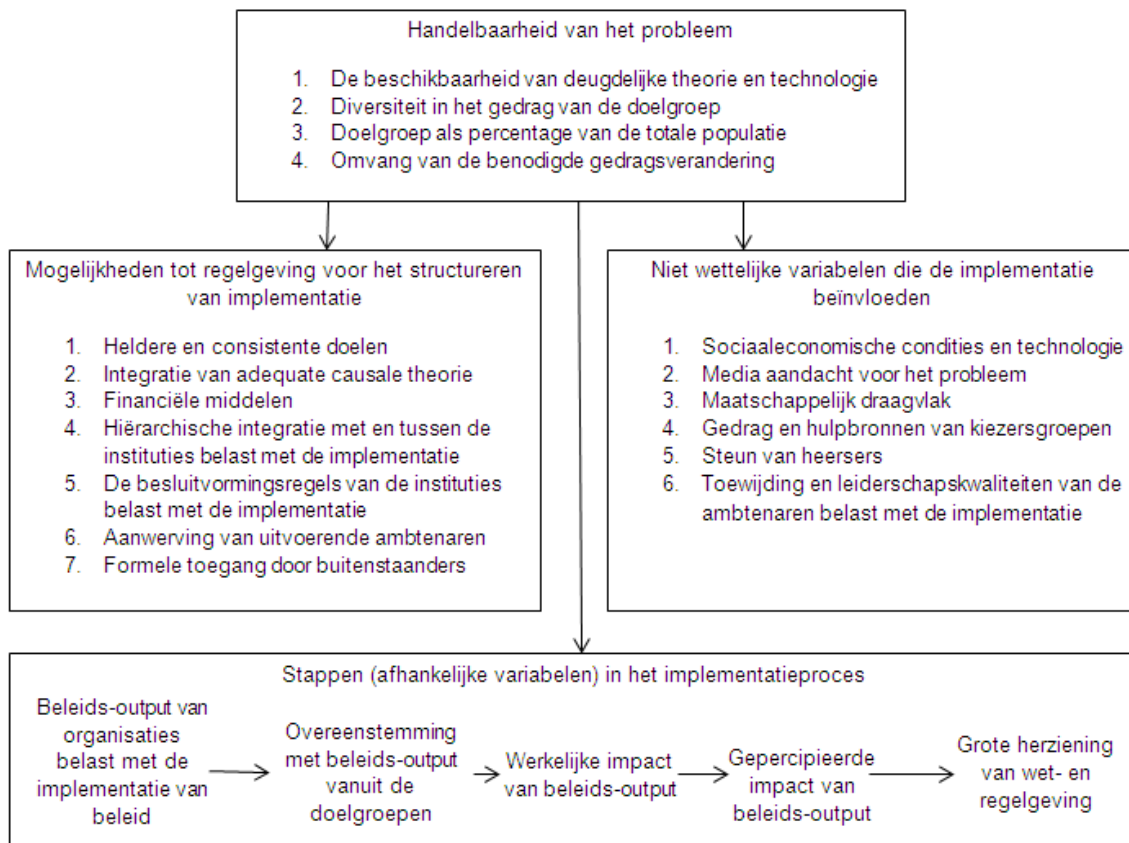 Handelbaarheid van het probleem
1. De beschikbaarheid van deugdelijke theorie en technologie
2. Diversiteit in het gedrag van de doelgroep
3. Doelgroep als percentage van de totale populatie
4. Omvang van de benodigde gedragsverandering
Mogelijkheden tot regelgeving voor het structureren
van implementatie
1. Heldere en consistente doelen
2. Integratie van adequate causale theorie
3. Financiële middelen
4. Hiërarchische integratie met en tussen de
instituties belast met de implementatie
5. De besluitvormingsregels van de instituties
belast met de implementatie
6. Aanwerving van uitvoerende ambtenaren
7. Formele toegang door buitenstaanders
Niet wettelijke variabelen die de implementatie
beïnvloeden
1. Sociaaleconomische condities en technologie
2. Media aandacht voor het probleem
3. Maatschappelijk draagvlak
4. Gedrag en hulpbronnen van kiezersgroepen
5. Steun van heersers
6. Toewijding en leiderschapskwaliteiten van de
ambtenaren belast met de implementatie
Stappen (afhankelijke variabelen) in het implementatieproces
Beleids-output van
organisaties
belast met de
implementatie van
beleid
Overeenstemming
met beleids-output
vanuit de
doelgroepen
Werkelijke impact
van beleids-output
Gepercipieerde
impact van
beleids-output
Grote herziening
van wet- en
regelgeving